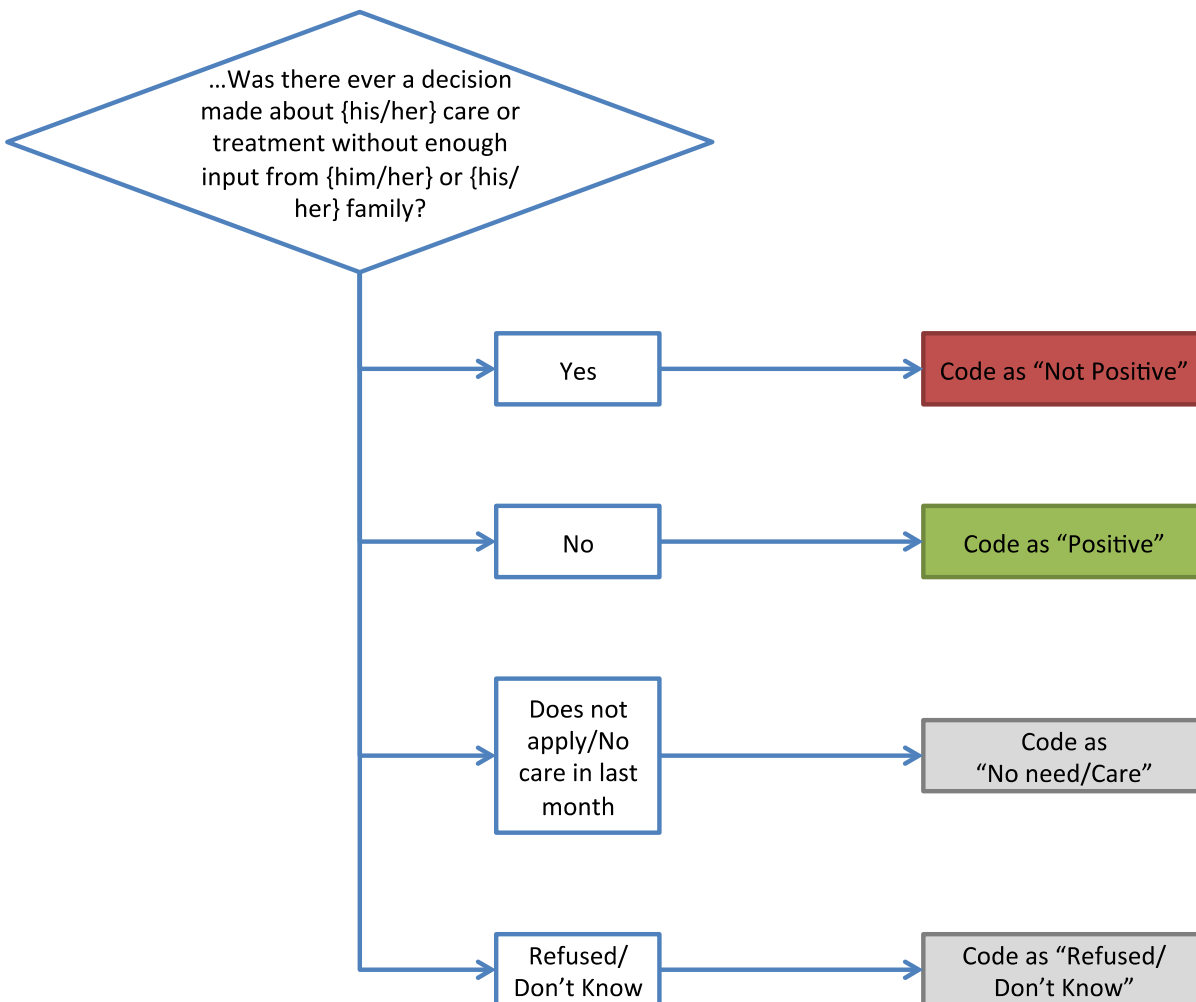 ...Was there ever a decision
made about {his/her} care or
treatment without enough
input from {him/her} or {his/
her} family?
Yes
Code as “Not Positive”
No
Code as “Positive”
Does not
apply/No
care in last
month
Code as
“No need/Care”
Refused/
Don’t Know
Code as “Refused/
Don’t Know”